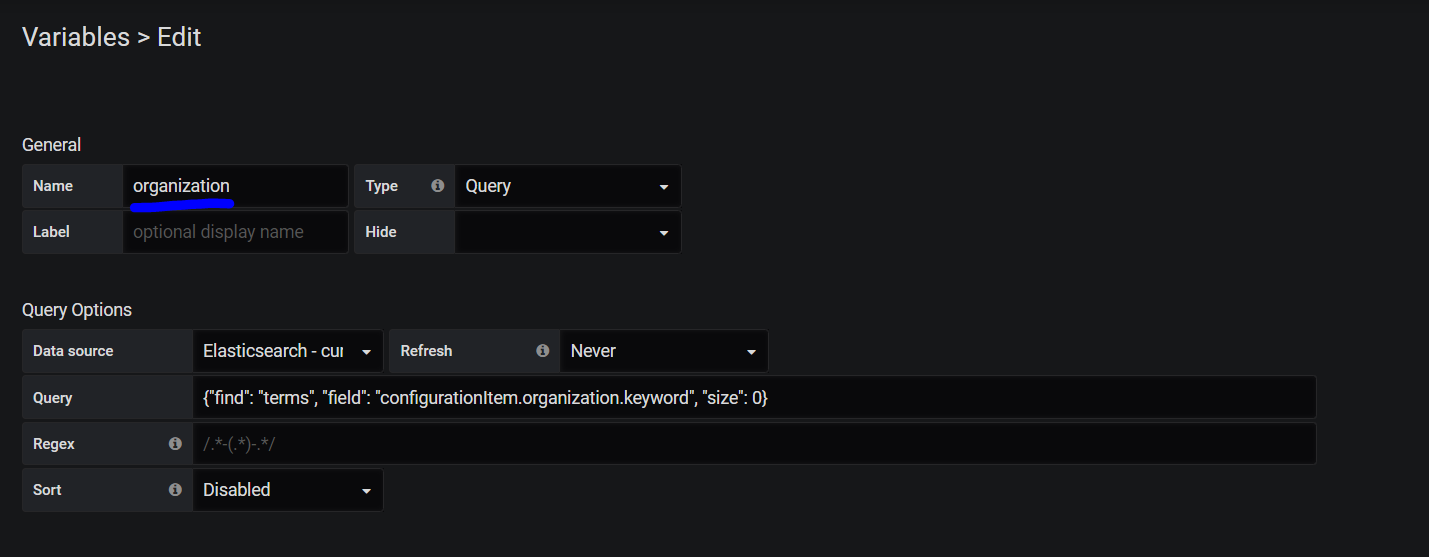 Variables > Edit
General
Name organization Type Query
Label optional display name Hide
Query Options
Data source Elasticsearch - cur Refresh Never
Query {"find": "terms", "field": "configurationItem.organization.keyword", "size": 0}
Regex /.*-(.*)-.*/
Sort Disabled